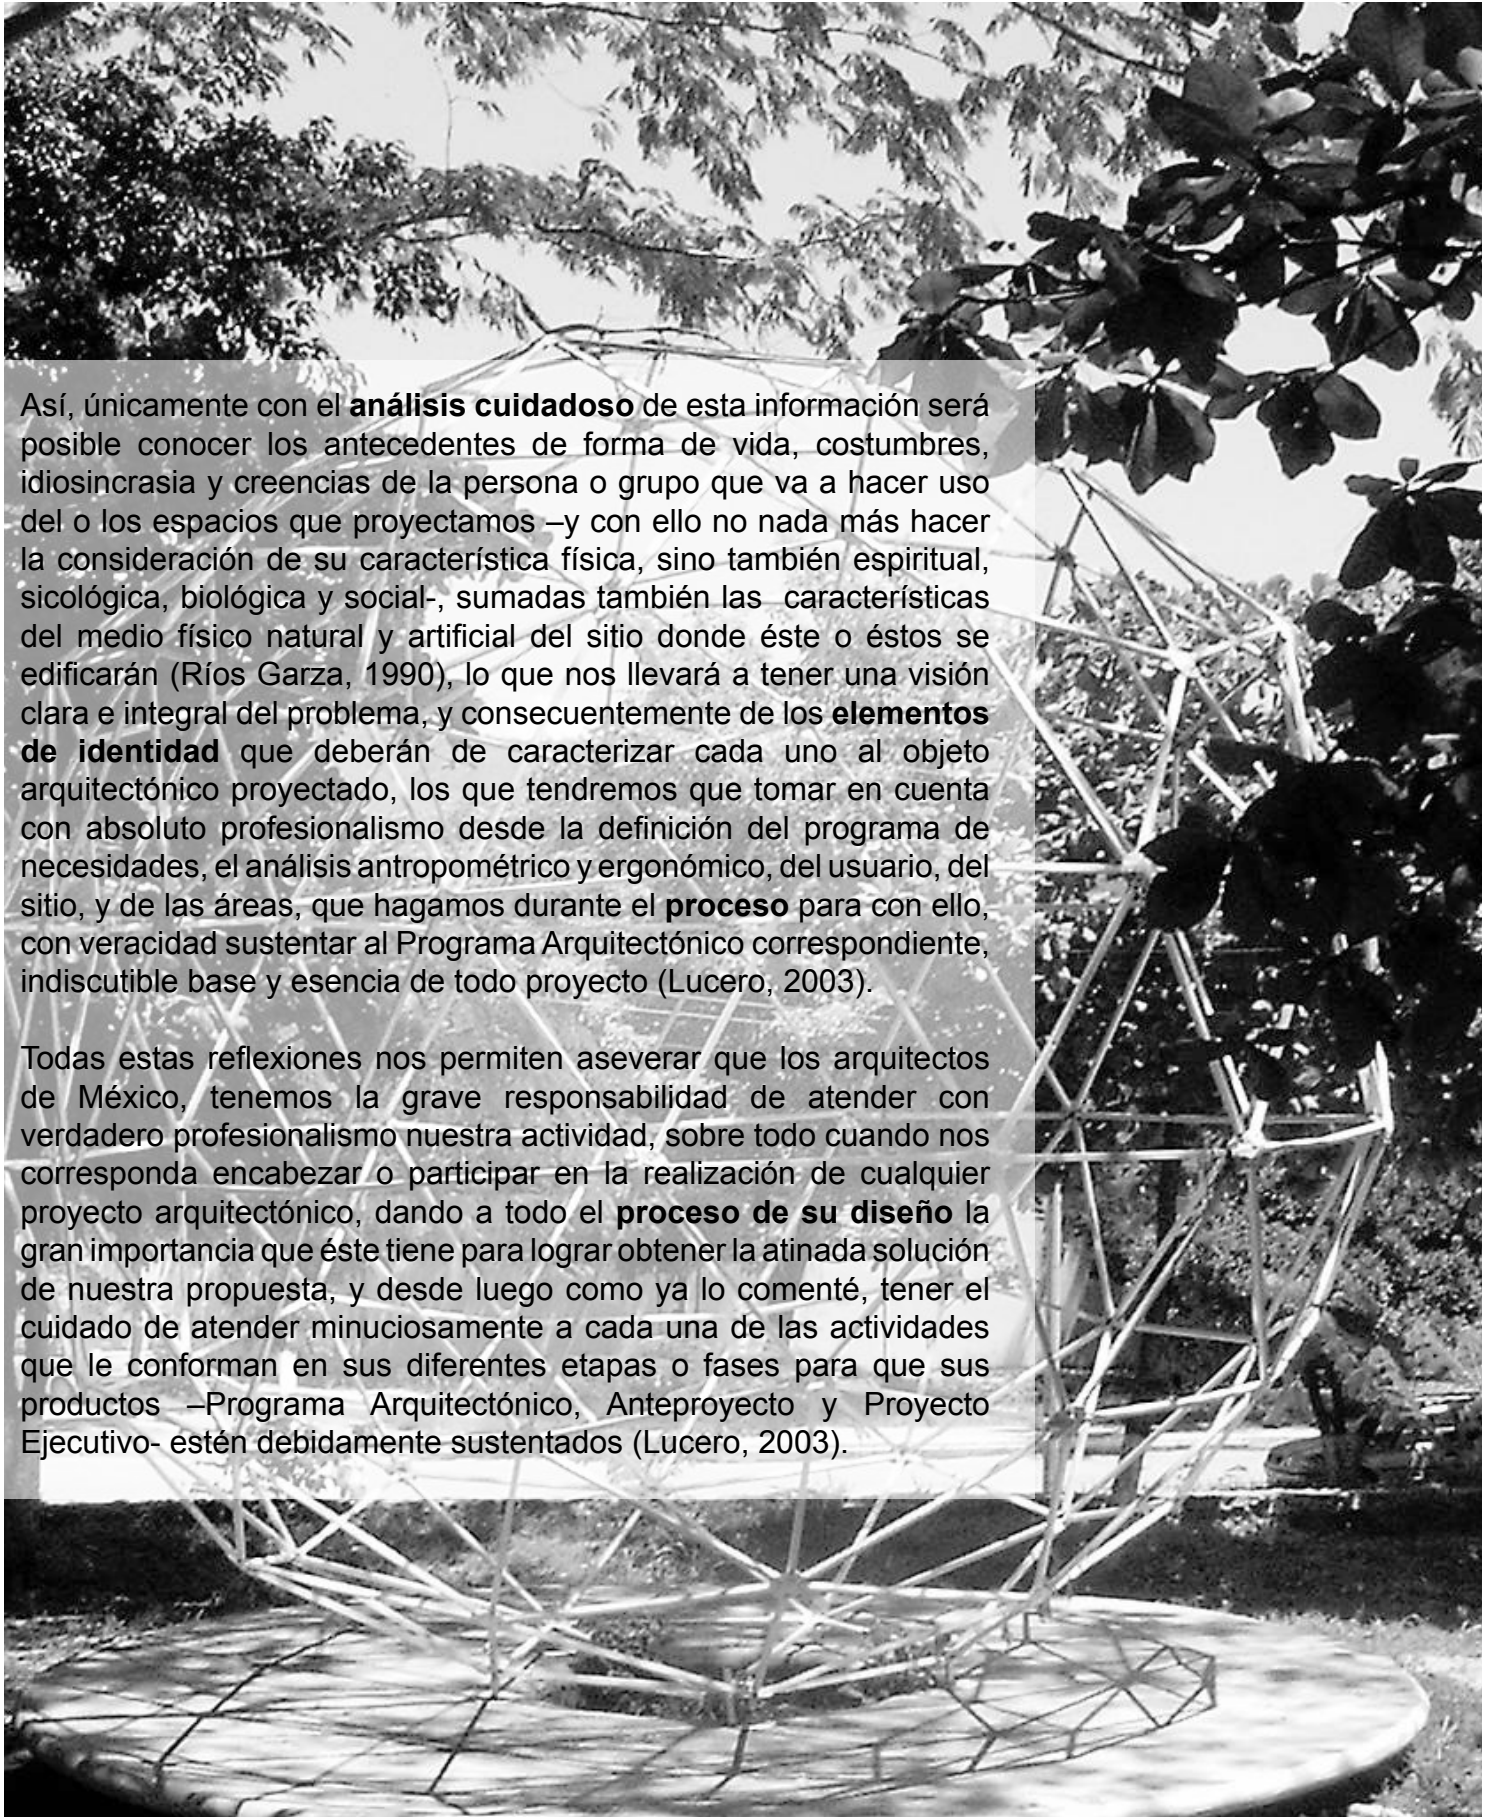 Así, únicamente con el análisis cuidadoso de esta información será
posible conocer los antecedentes de forma de vida, costumbres,
idiosincrasia y creencias de la persona o grupo que va a hacer uso
del o los espacios que proyectamos –y con ello no nada más hacer
la consideración de su característica física, sino también espiritual,
sicológica, biológica y social-, sumadas también las características
del medio físico natural y artificial del sitio donde éste o éstos se
edificarán (Ríos Garza, 1990), lo que nos llevará a tener una visión
clara e integral del problema, y consecuentemente de los elementos
de identidad que deberán de caracterizar cada uno al objeto
arquitectónico proyectado, los que tendremos que tomar en cuenta
con absoluto profesionalismo desde la definición del programa de
necesidades, el análisis antropométrico y ergonómico, del usuario, del
sitio, y de las áreas, que hagamos durante el proceso para con ello,
con veracidad sustentar al Programa Arquitectónico correspondiente,
indiscutible base y esencia de todo proyecto (Lucero, 2003).
Todas estas reflexiones nos permiten aseverar que los arquitectos
de México, tenemos la grave responsabilidad de atender con
verdadero profesionalismo nuestra actividad, sobre todo cuando nos
corresponda encabezar o participar en la realización de cualquier
proyecto arquitectónico, dando a todo el proceso de su diseño la
gran importancia que éste tiene para lograr obtener la atinada solución
de nuestra propuesta, y desde luego como ya lo comenté, tener el
cuidado de atender minuciosamente a cada una de las actividades
que le conforman en sus diferentes etapas o fases para que sus
productos –Programa Arquitectónico, Anteproyecto y Proyecto
Ejecutivo- estén debidamente sustentados (Lucero, 2003).